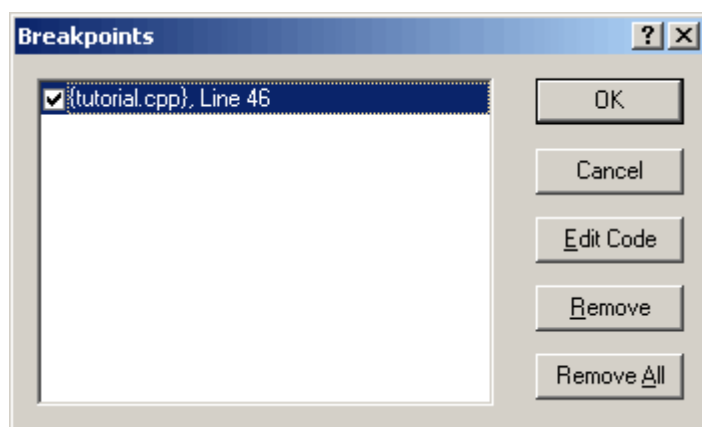 Breakpoints
{tutorial.cpp}, Line 46
OK
Cancel
Edit Code
Remove
Remove All